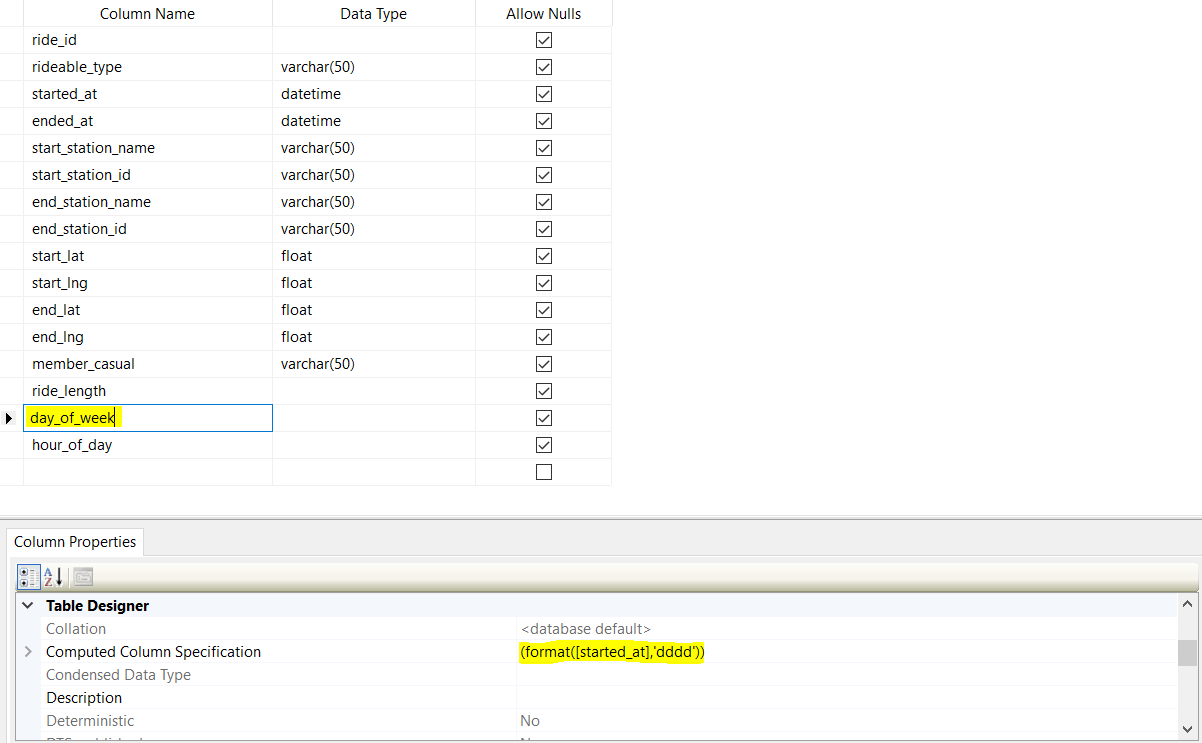 Column Name Data Type Allow Nulls
ride_id
rideable_type varchar(50)
started_at datetime
ended_at datetime
start_station_name varchar(50)
start_station_id varchar(50)
end_station_name varchar(50)
end_station_id varchar(50)
start_lat float
start_lng float
end_lat float
end_lng float
member_casual varchar(50)
ride_length
day_of_week
hour_of_day
Column Properties
A
Z
Table Designer
Collation <database default>
Computed Column Specification (format([started_at],'dddd'))
Condensed Data Type
Description
Deterministic No